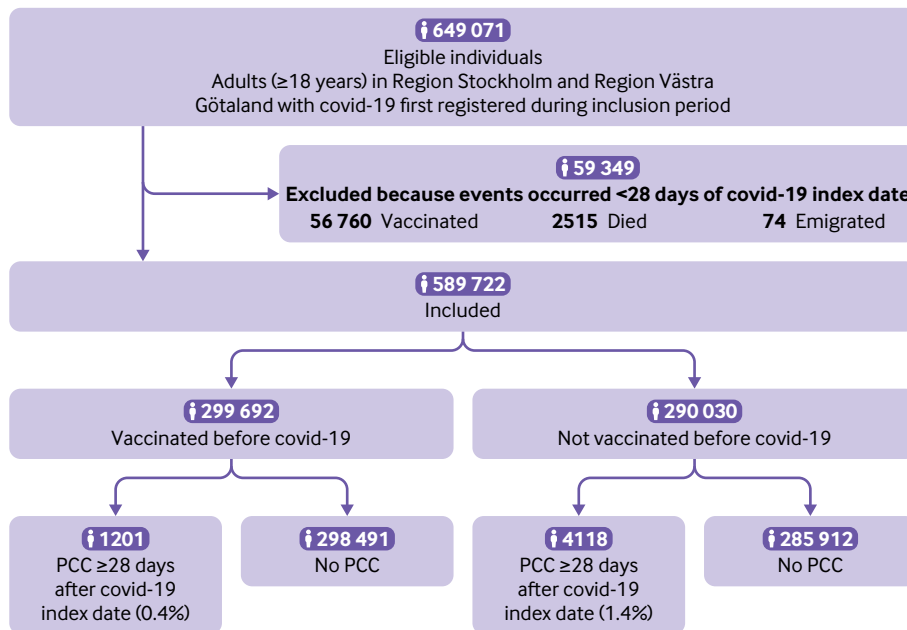 649 071
Eligible individuals
Adults (≥18 years) in Region Stockholm and Region Västra
Götaland with covid-19 first registered during inclusion period
59 349
Excluded because events occurred <28 days of covid-19 index date
56 760 Vaccinated 2515 Died 74 Emigrated
589 722
Included
299 692
Vaccinated before covid-19
290 030
Not vaccinated before covid-19
1201
PCC ≥28 days
after covid-19
index date (0.4%)
298 491
No PCC
4118
PCC ≥28 days
after covid-19
index date (1.4%)
285 912
No PCC